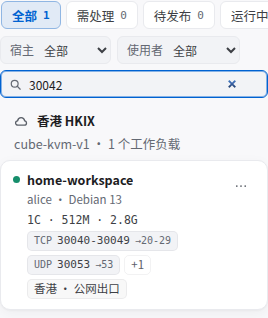 全部 1 需处理 0 待发布 0 运行中
宿主 全部 使用者 全部
30042 ×
香港 HKIX
cube-kvm-v1 · 1 个工作负载
home-workspace ...
alice · Debian 13
1C · 512M · 2.8G
TCP 30040-30049 →20-29
UDP 30053 →53 +1
香港 · 公网出口